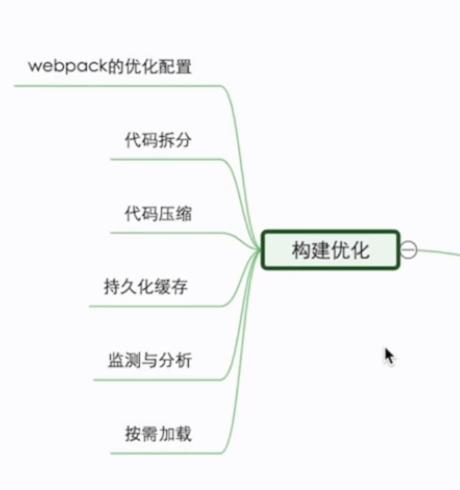 webpack的优化配置
代码拆分
代码压缩
构建优化
持久化缓存
监测与分析
按需加载